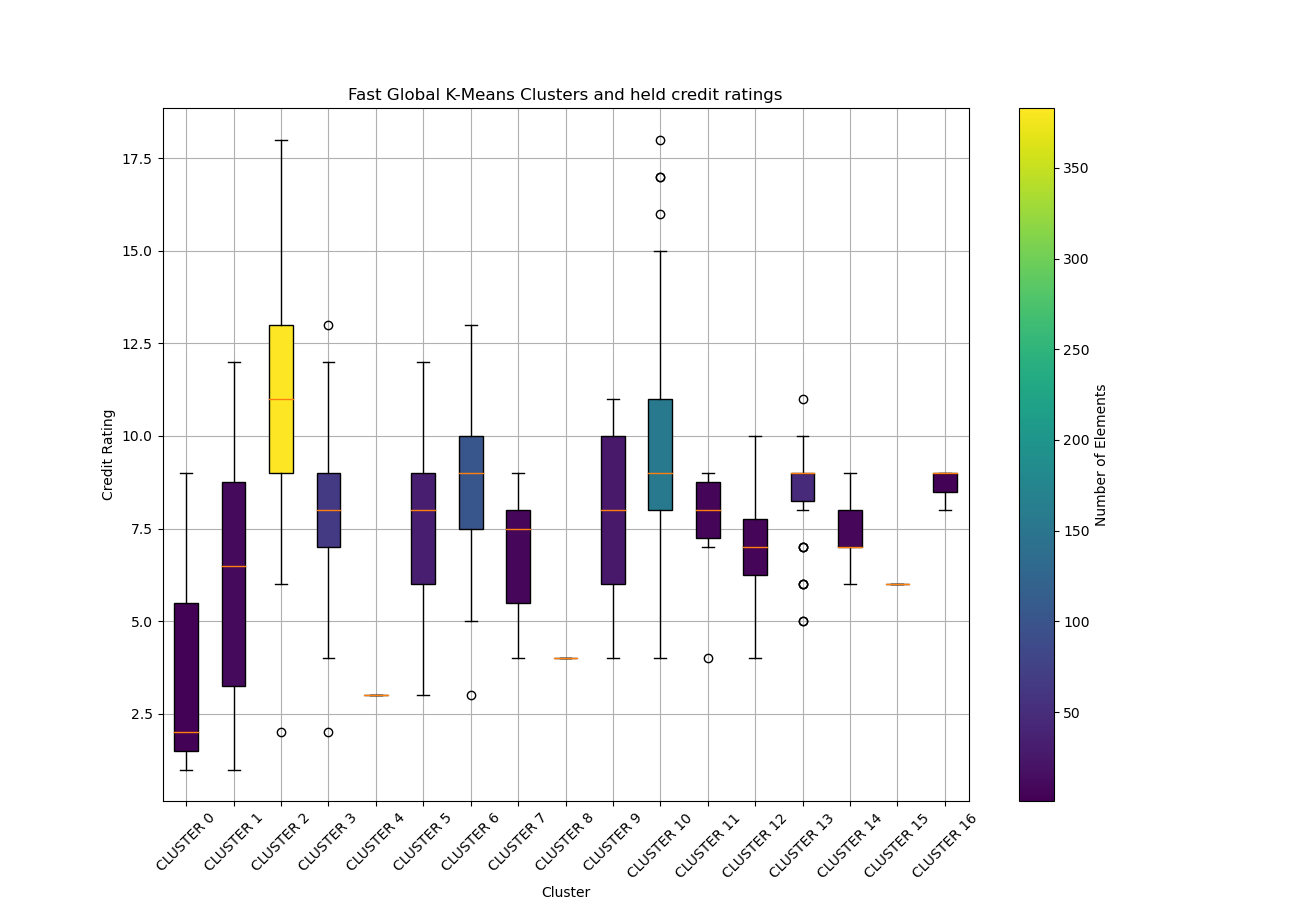 Fast Global K-Means Clusters and held credit ratings
17.5
15.0
12.5
10.0
7.5
5.0
2.5
Credit Rating
CLUSTER 0
CLUSTER 1
CLUSTER 2
CLUSTER 3
CLUSTER 4
CLUSTER 5
CLUSTER 6
CLUSTER 7
CLUSTER 8
CLUSTER 9
CLUSTER 10
CLUSTER 11
CLUSTER 12
CLUSTER 13
CLUSTER 14
CLUSTER 15
CLUSTER 16
Cluster
350
300
250
200
150
100
50
Number of Elements